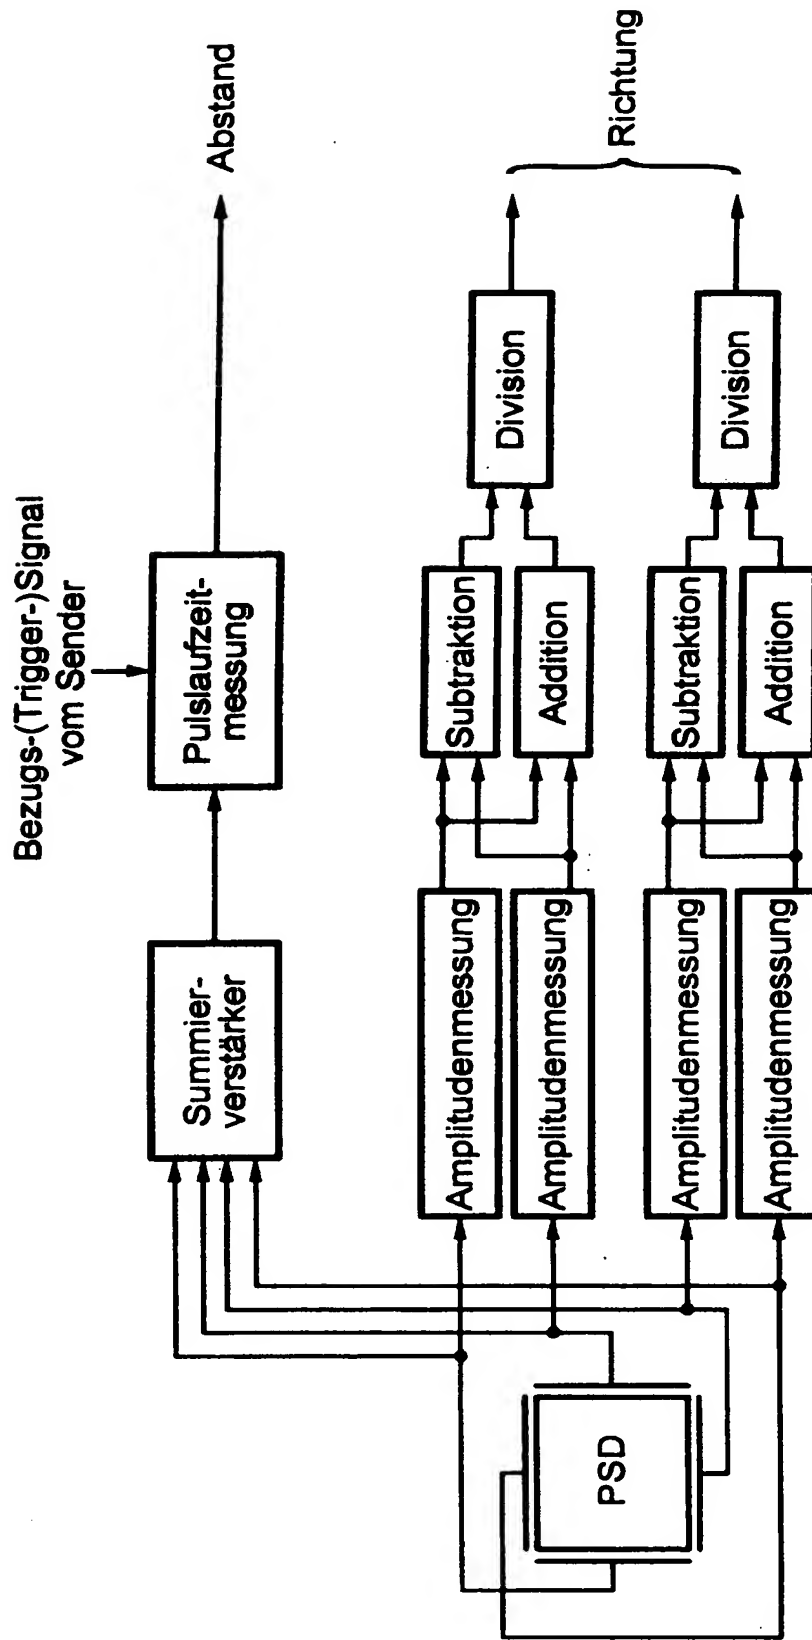 Bezugs-(Trigger-)Signal
vom Sender
Summier-
verstärker
Pulslaufzeit-
messung
Abstand
PSD
Amplitudenmessung
Amplitudenmessung
Amplitudenmessung
Amplitudenmessung
Subtraktion
Addition
Subtraktion
Addition
Division
Division
Richtung